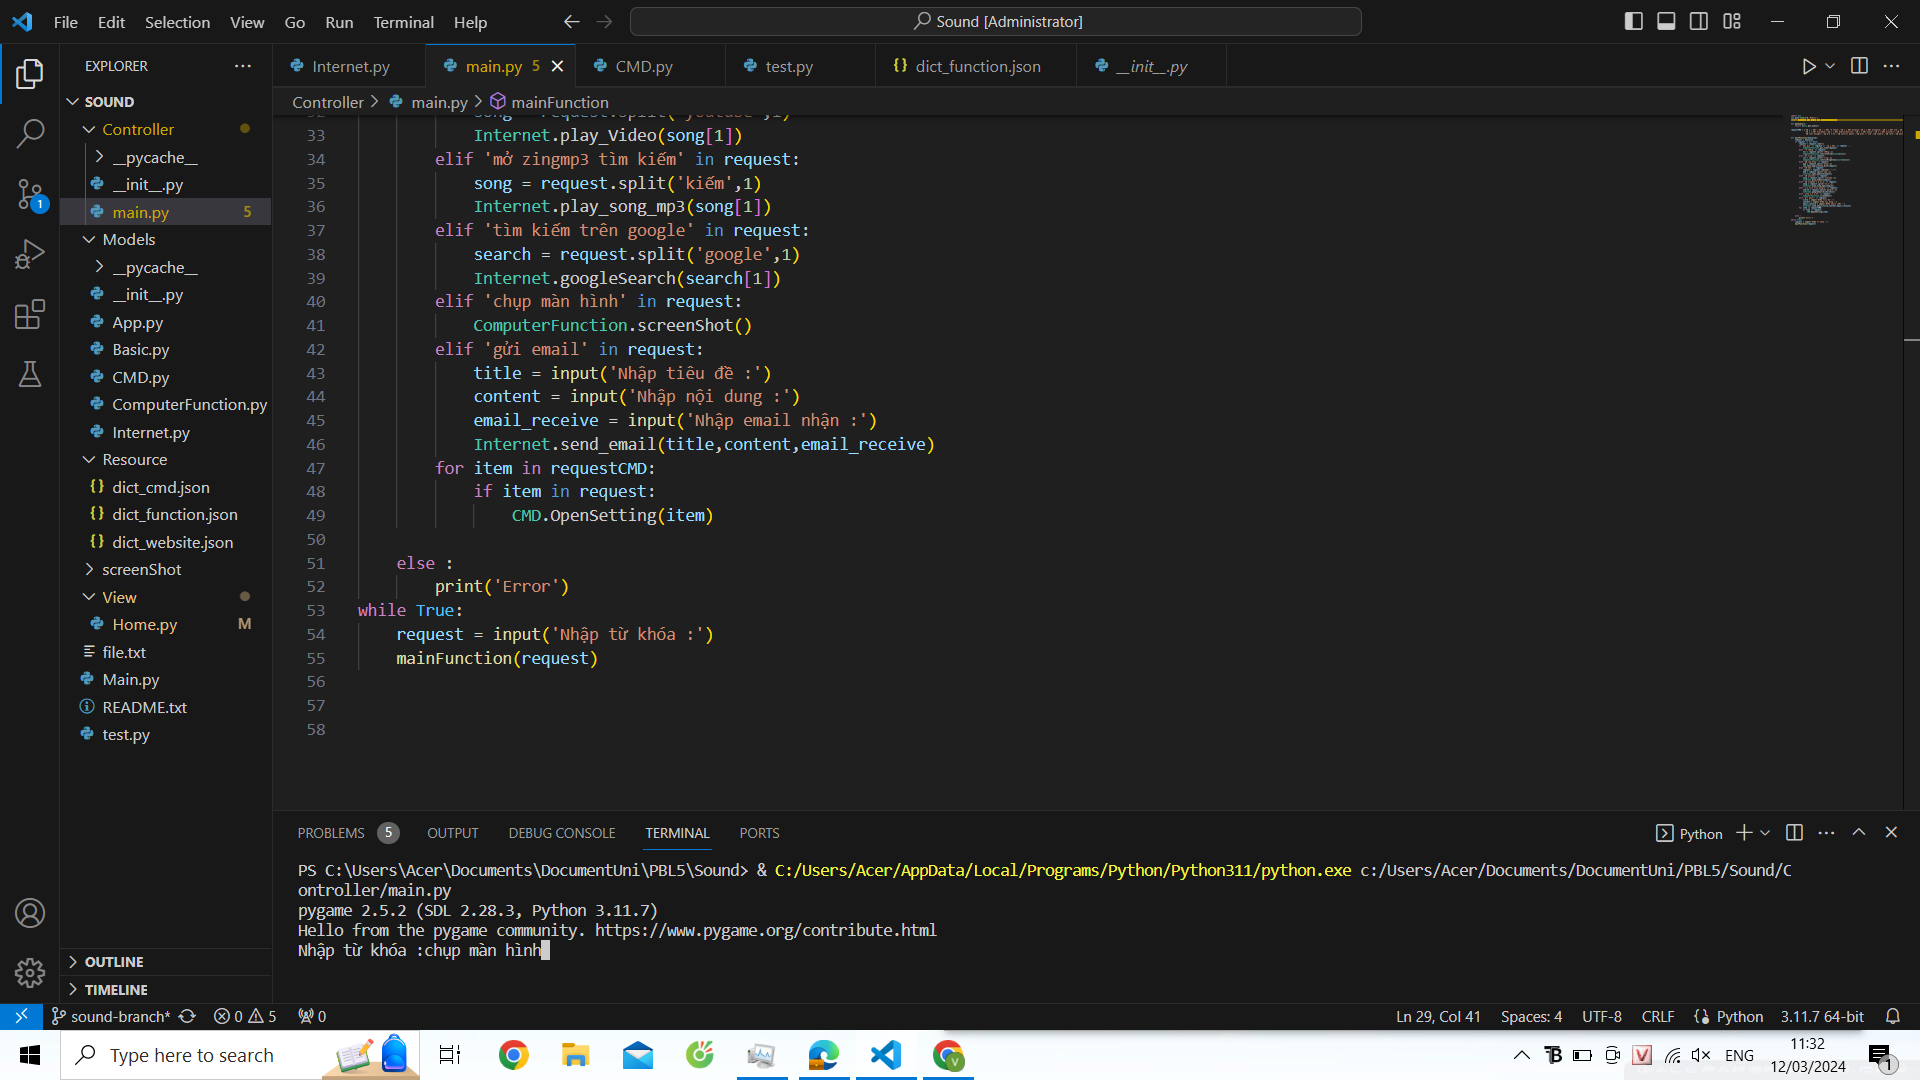 File Edit Selection View Go Run Terminal Help
Sound [Administrator]
EXPLORER
Internet.py
main.py 5
CMD.py
test.py
dict_function.json
__init__.py
Controller > main.py > mainFunction
SOUND
Controller
__pycache__
__init__.py
main.py 5
Models
__pycache__
__init__.py
App.py
Basic.py
CMD.py
ComputerFunction.py
Internet.py
Resource
dict_cmd.json
dict_function.json
dict_website.json
screenShot
View
Home.py M
file.txt
Main.py
README.txt
test.py
OUTLINE
TIMELINE
1
33 Internet.play_Video(song[1])
34 elif 'mở zingmp3 tìm kiếm' in request:
35 song = request.split('kiếm',1)
36 Internet.play_song_mp3(song[1])
37 elif 'tìm kiếm trên google' in request:
38 search = request.split('google',1)
39 Internet.googleSearch(search[1])
40 elif 'chụp màn hình' in request:
41 ComputerFunction.screenShot()
42 elif 'gửi email' in request:
43 title = input('Nhập tiêu đề :')
44 content = input('Nhập nội dung :')
45 email_receive = input('Nhập email nhận :')
46 Internet.send_email(title,content,email_receive)
47 for item in requestCMD:
48 if item in request:
49 CMD.OpenSetting(item)
50
51 else :
52 print('Error')
53 while True:
54 request = input('Nhập từ khóa :')
55 mainFunction(request)
56
57
58
PROBLEMS 5 OUTPUT DEBUG CONSOLE TERMINAL PORTS
Python
PS C:\Users\Acer\Documents\DocumentUni\PBL5\Sound> & C:/Users/Acer/AppData/Local/Programs/Python/Python311/python.exe c:/Users/Acer/Documents/DocumentUni/PBL5/Sound/C
ontroller/main.py
pygame 2.5.2 (SDL 2.28.3, Python 3.11.7)
Hello from the pygame community. https://www.pygame.org/contribute.html
Nhập từ khóa :chụp màn hình
sound-branch* 0 5 0
Ln 29, Col 41 Spaces: 4 UTF-8 CRLF Python 3.11.7 64-bit
Type here to search
ENG
11:32
12/03/2024
1